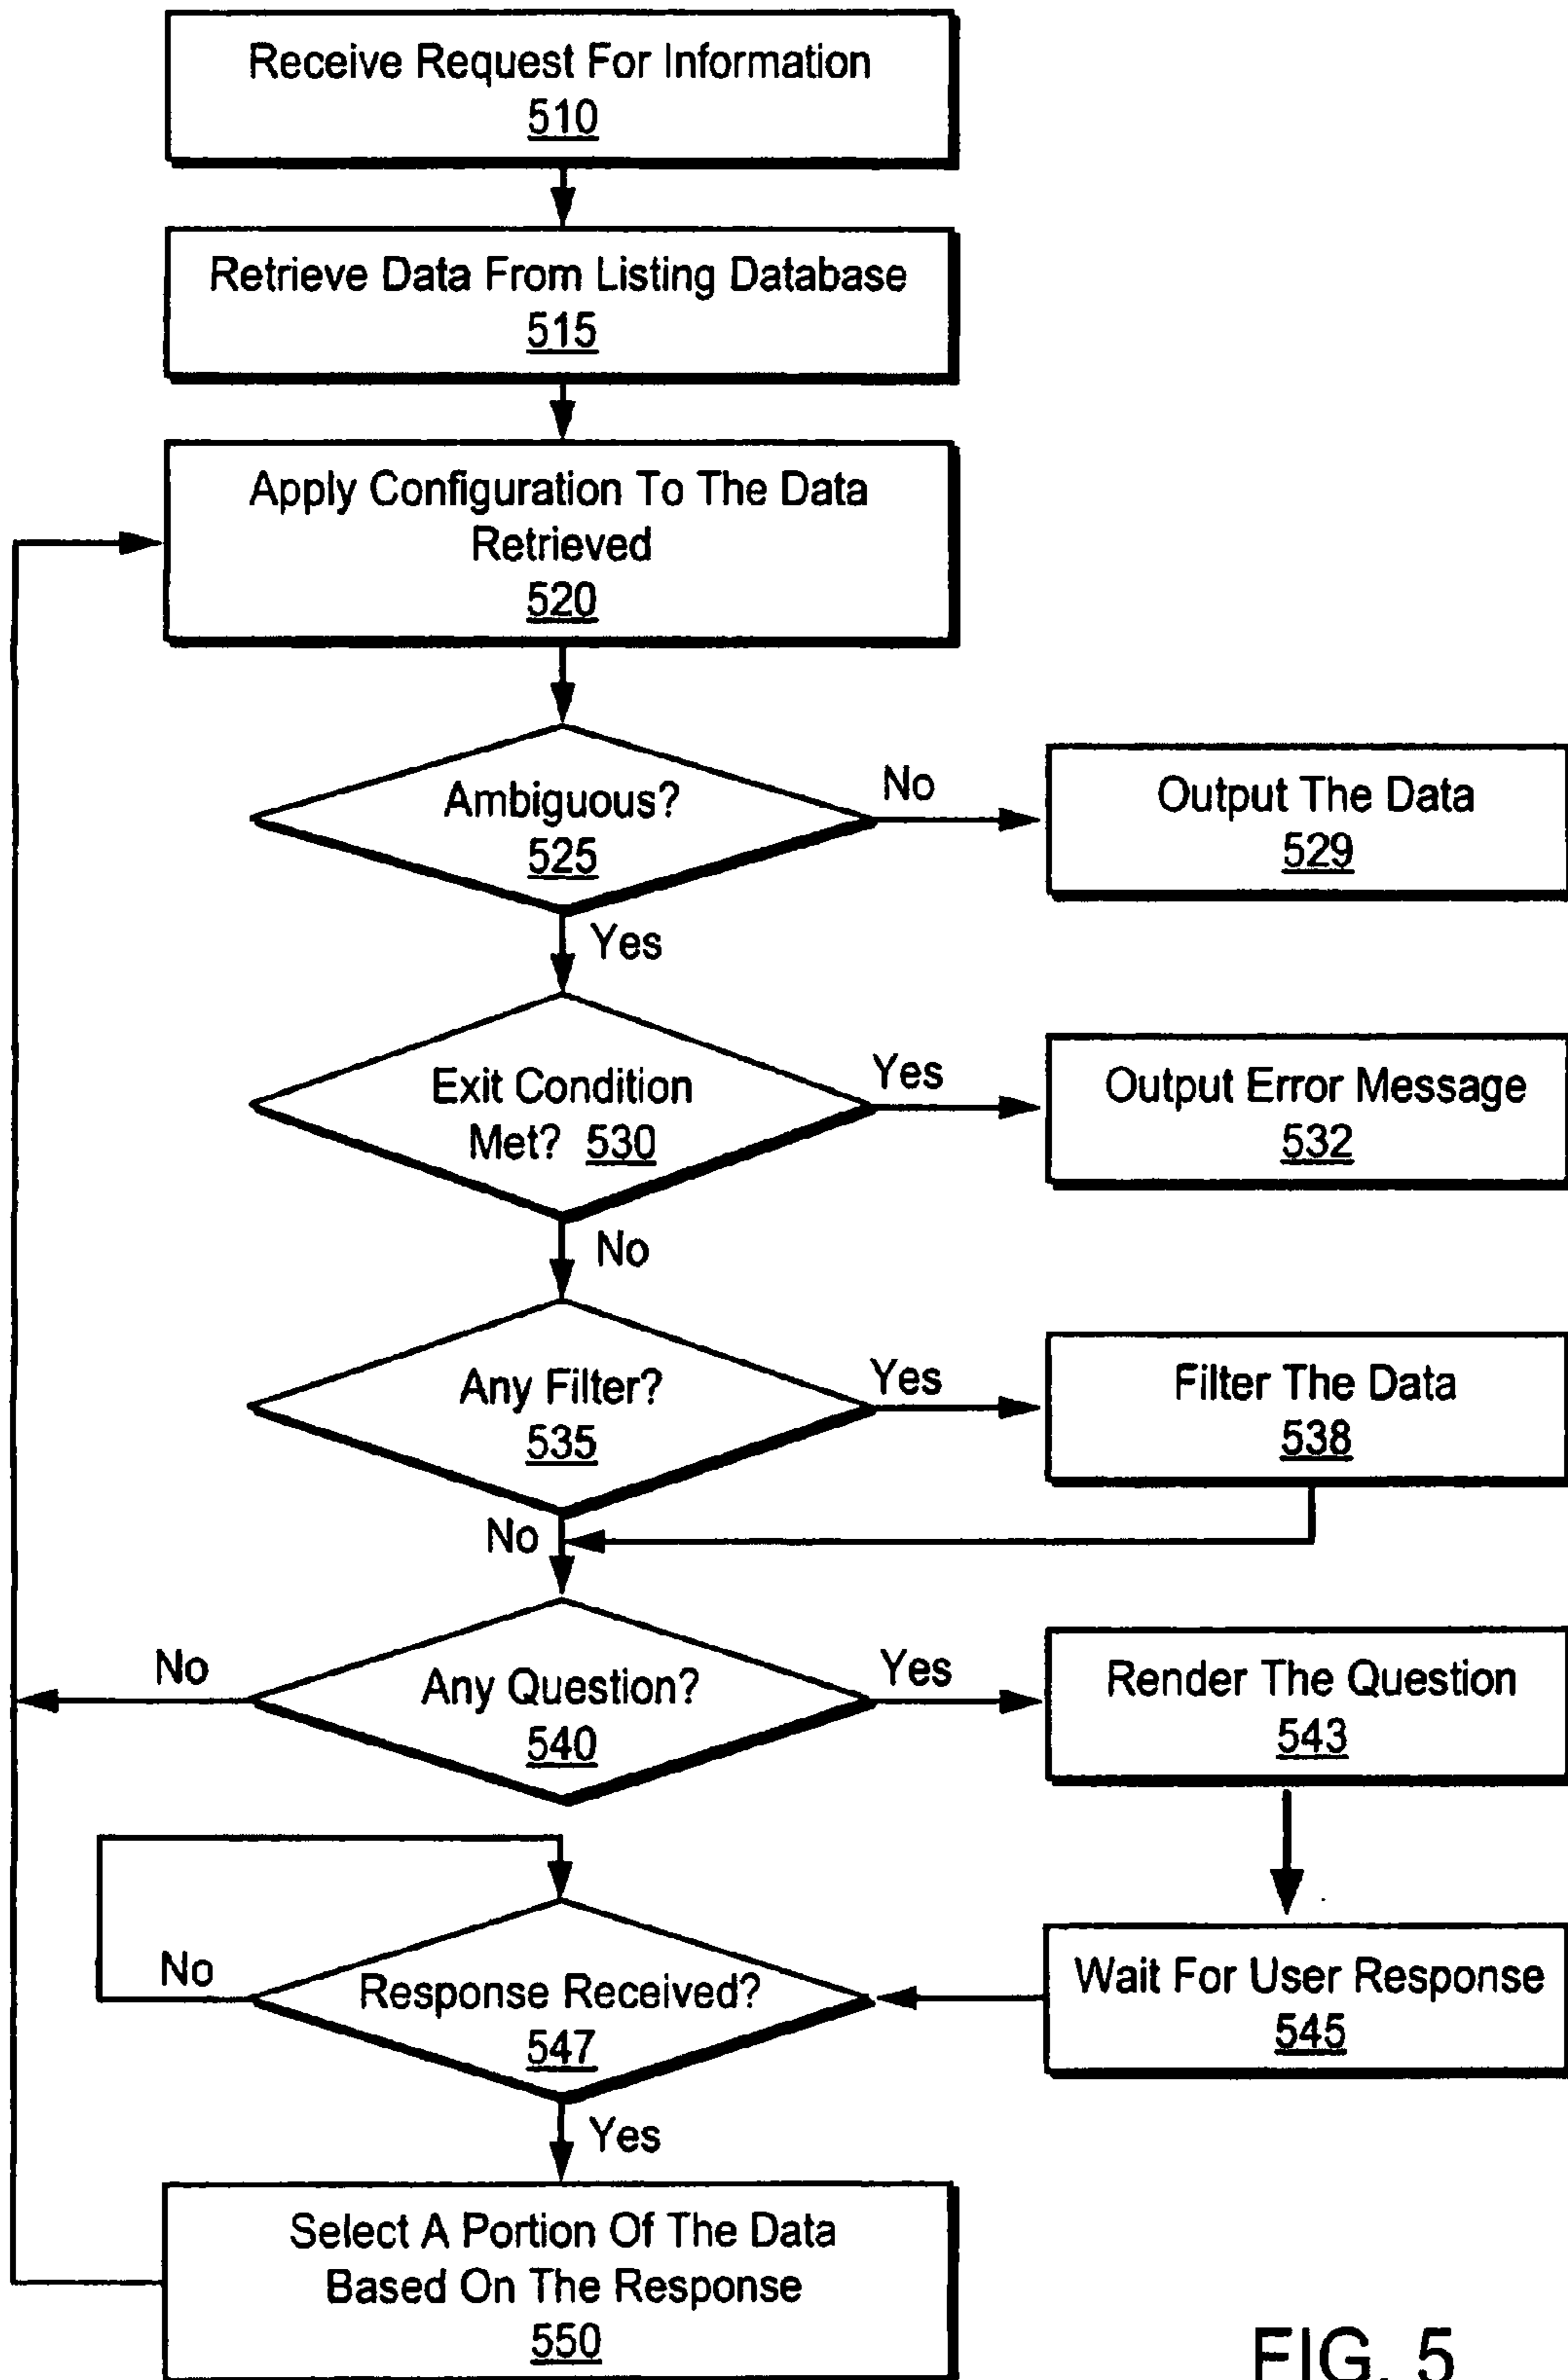 Receive Request For Information
510
Retrieve Data From Listing Database
515
Apply Configuration To The Data
Retrieved
520
Ambiguous?
525
No
Output The Data
529
Yes
Exit Condition
Met? 530
Yes
Output Error Message
532
No
Any Filter?
535
Yes
Filter The Data
538
No
Any Question?
540
No
Yes
Render The Question
543
Wait For User Response
545
Response Received?
547
No
Yes
Select A Portion Of The Data
Based On The Response
550
FIG. 5